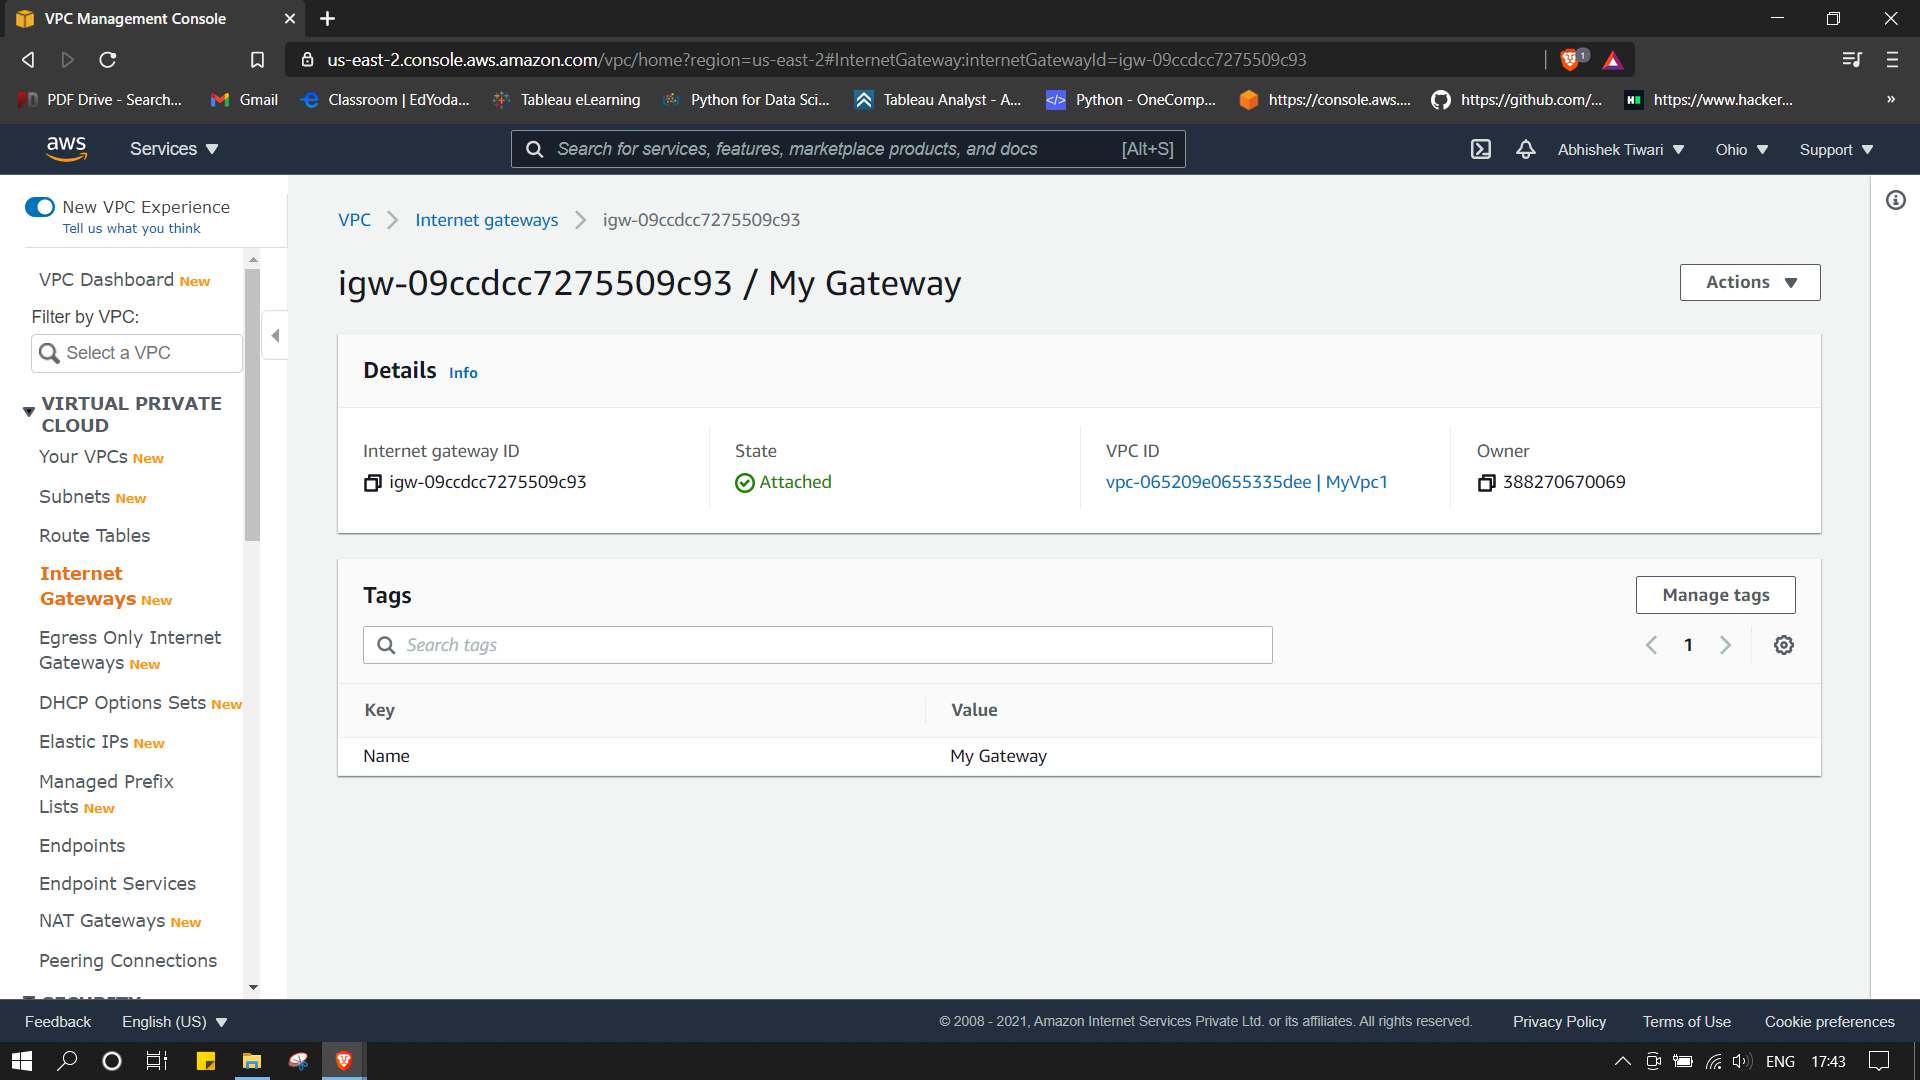 VPC Management Console
us-east-2.console.aws.amazon.com/vpc/home?region=us-east-2#InternetGateway:internetGatewayId=igw-09ccdcc7275509c93
1
PDF Drive - Search... Gmail Classroom | EdYoda... Tableau eLearning Python for Data Sci... Tableau Analyst - A... Python - OneComp... https://console.aws.... https://github.com/... https://www.hacker... »
aws Services Search for services, features, marketplace products, and docs [Alt+S] Abhishek Tiwari Ohio Support
New VPC Experience
Tell us what you think
VPC Dashboard New
Filter by VPC:
Select a VPC
VIRTUAL PRIVATE
CLOUD
Your VPCs New
Subnets New
Route Tables
Internet
Gateways New
Egress Only Internet
Gateways New
DHCP Options Sets New
Elastic IPs New
Managed Prefix
Lists New
Endpoints
Endpoint Services
NAT Gateways New
Peering Connections
SECURITY
VPC Internet gateways igw-09ccdcc7275509c93
igw-09ccdcc7275509c93 / My Gateway
Actions
Details Info
Internet gateway ID State VPC ID Owner
igw-09ccdcc7275509c93 Attached vpc-065209e0655335dee | MyVpc1 388270670069
Tags
Manage tags
Search tags
1
Key Value
Name My Gateway
Feedback English (US) © 2008 - 2021, Amazon Internet Services Private Ltd. or its affiliates. All rights reserved. Privacy Policy Terms of Use Cookie preferences
ENG 17:43